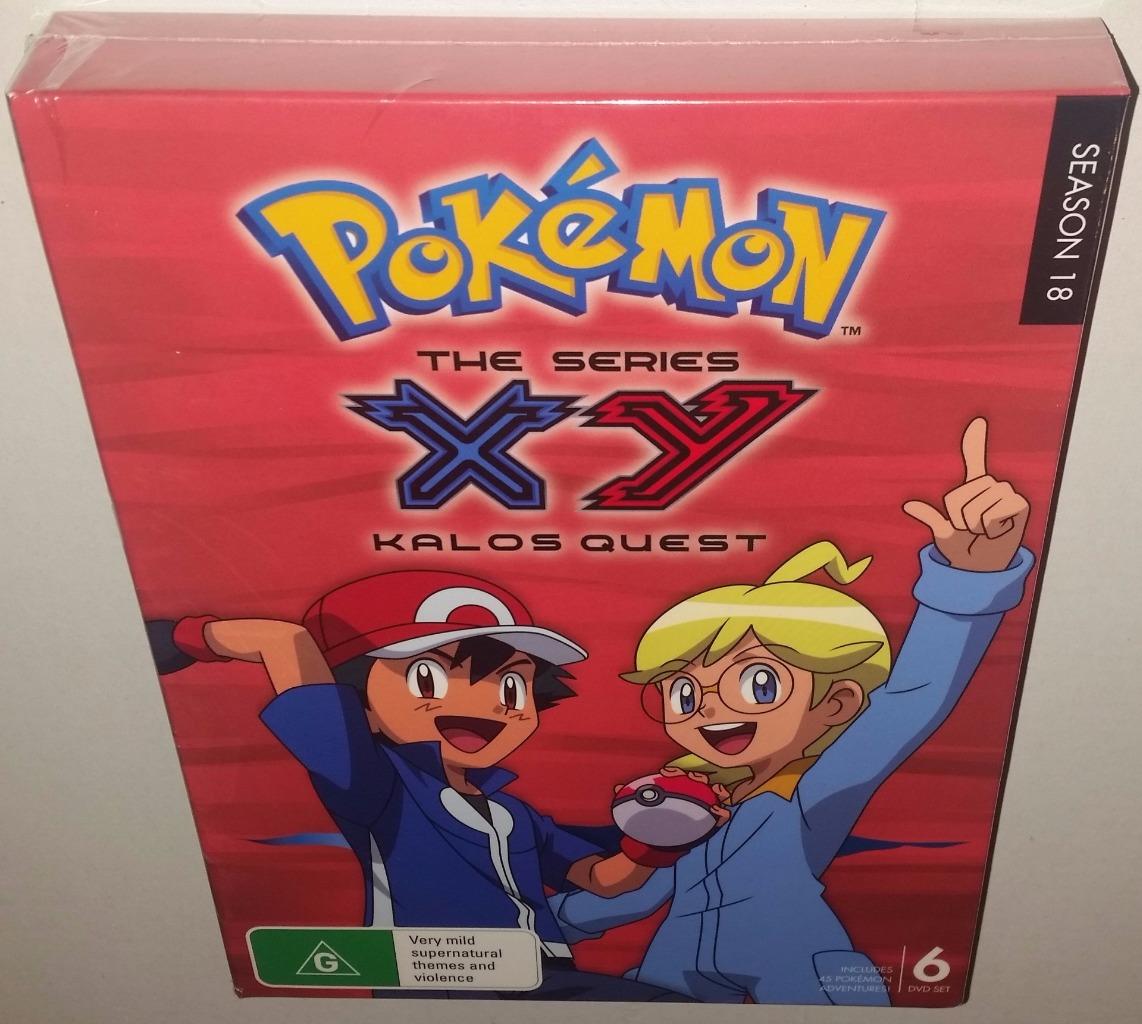 SEASON 18
POKéMON
TM
THE SERIES
XY
KALOS QUEST
G
Very mild
supernatural
themes and
violence
INCLUDES
45 POKÉMON
ADVENTURES!
6
DVD SET